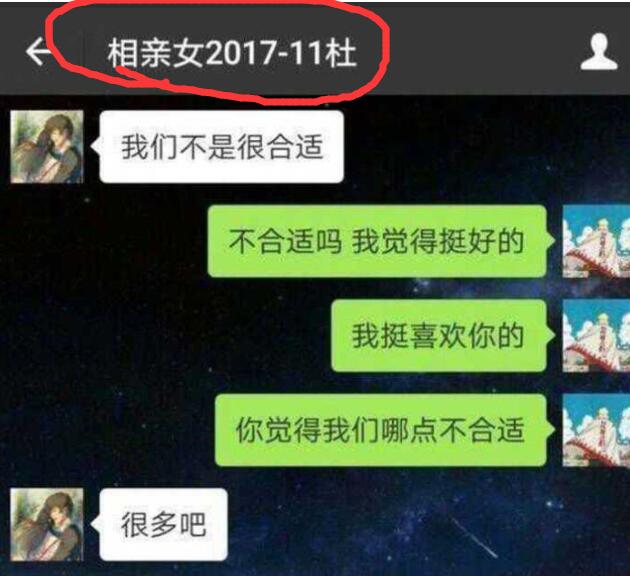 相亲女2017-11杜
我们不是很合适
不合适吗 我觉得挺好的
我挺喜欢你的
你觉得我们哪点不合适
很多吧